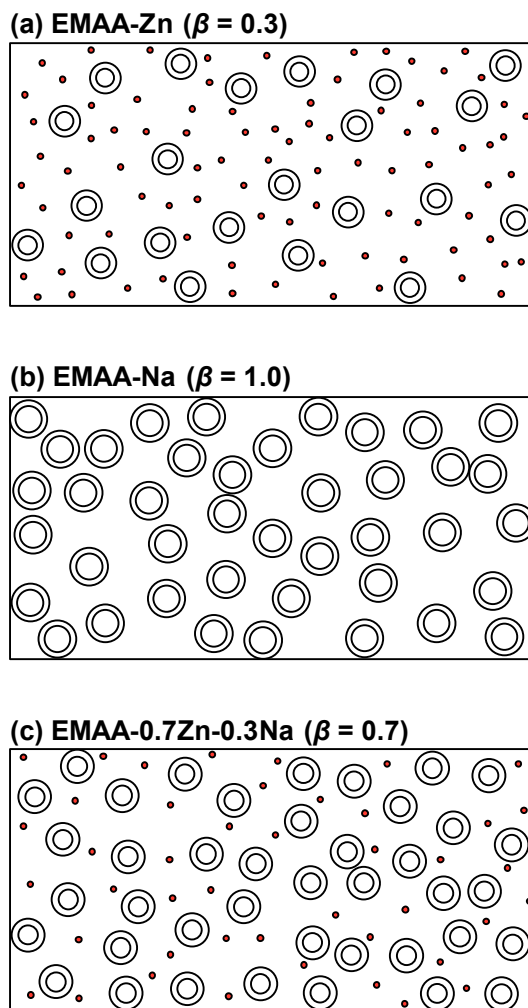 (a) EMAA-Zn (β = 0.3)
(b) EMAA-Na (β = 1.0)
(c) EMAA-0.7Zn-0.3Na (β = 0.7)